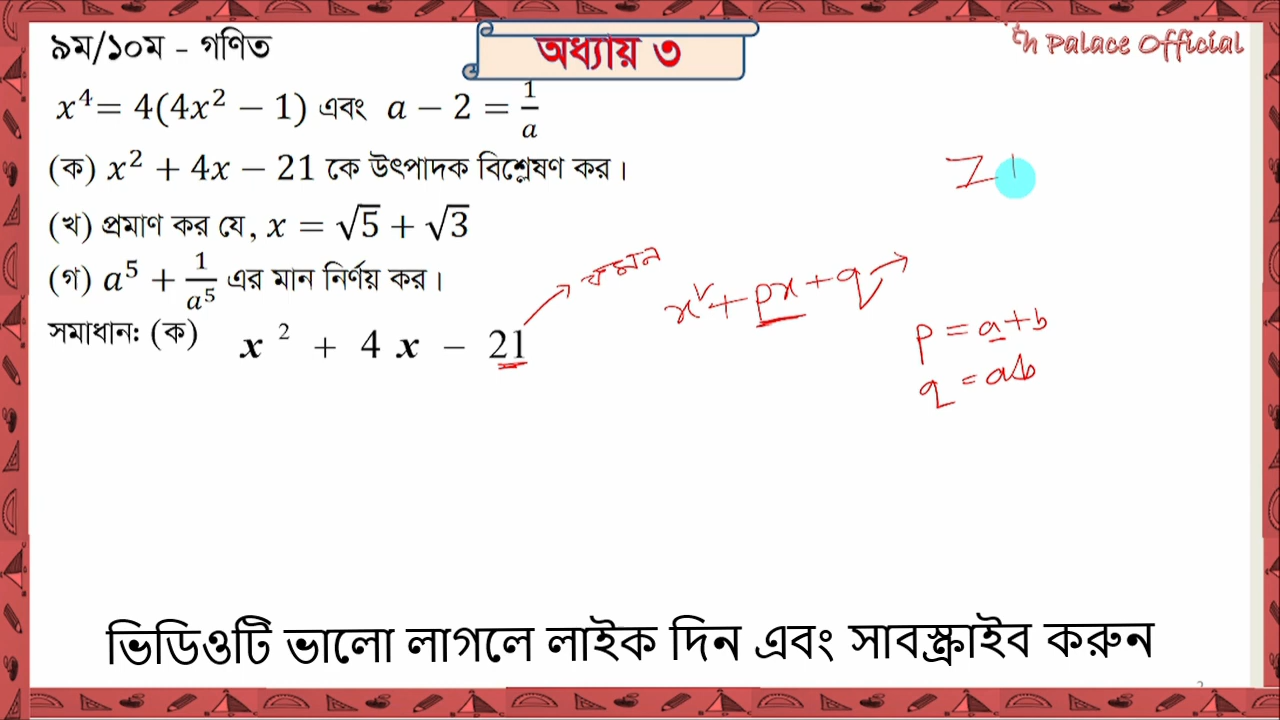 ৯ম/১০ম - গণিত
অধ্যায় ৩
th Palace Official
x⁴= 4(4x² − 1) এবং a − 2 = 1/a
(ক) x² + 4x − 21 কে উৎপাদক বিশ্লেষণ কর।
(খ) প্রমাণ কর যে, x = √5 + √3
(গ) a⁵ + 1/a⁵ এর মান নির্ণয় কর।
সমাধান: (ক) x² + 4x − 21
কমন
x² + px + q
p = a+b
q = ab
ভিডিওটি ভালো লাগলে লাইক দিন এবং সাবস্ক্রাইব করুন